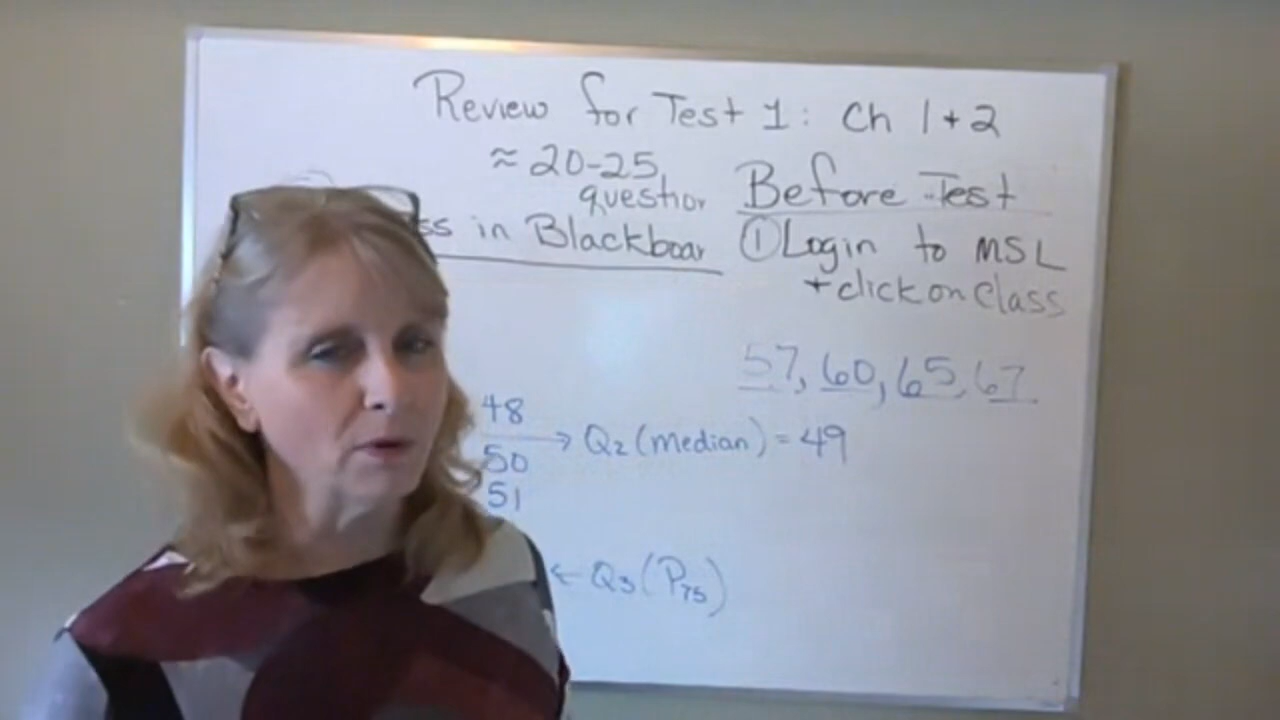 Review for Test 1: Ch 1+2
≈ 20-25
question
ss in Blackboar
Before Test
① Login to MSL
+ click on Class
57, 60, 65, 67
48
→ Q2 (median) = 49
50
51
← Q3 (P75)